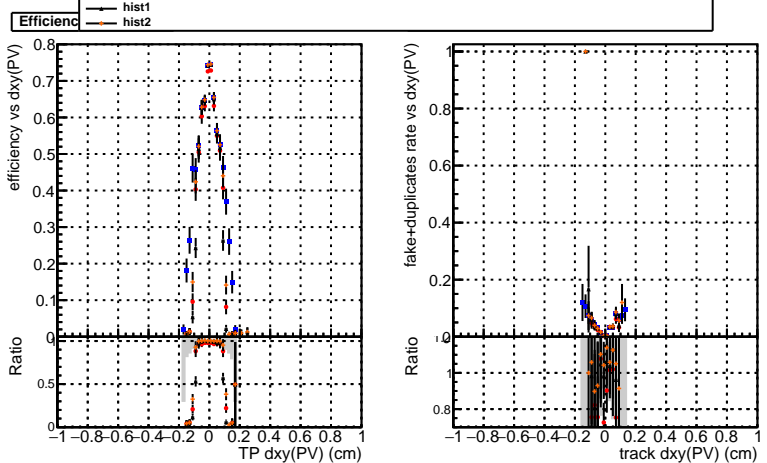 hist1
Efficienc hist2
efficiency vs dxy(PV)
0.8
0.7
0.6
0.5
0.4
0.3
0.2
0.1
0
Ratio
1
0.5
0
−1 −0.8 −0.6 −0.4 −0.2 0 0.2 0.4 0.6 0.8 1
TP dxy(PV) (cm)
fake+duplicates rate vs dxy(PV)
1
0.8
0.6
0.4
0.2
Ratio
1
0.8
−1 −0.8 −0.6 −0.4 −0.2 0 0.2 0.4 0.6 0.8 1
track dxy(PV) (cm)